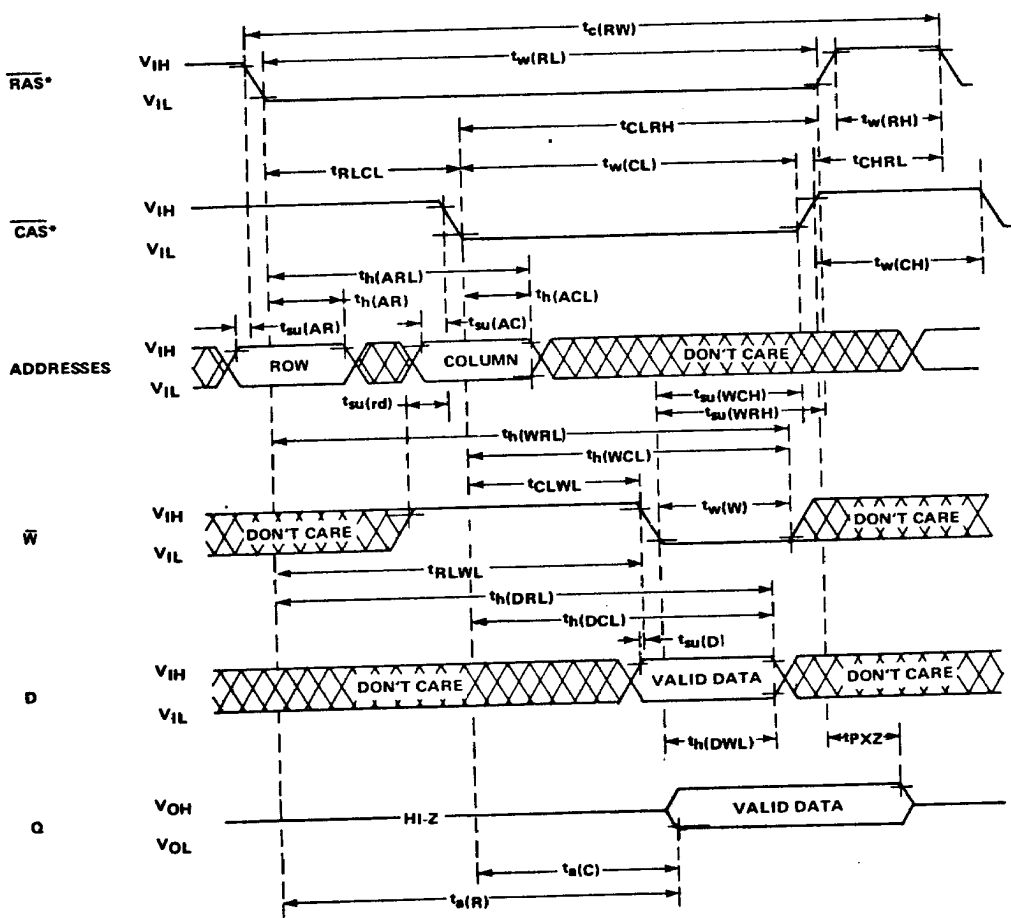 tc(RW)
VIH
tw(RL)
RAS*
VIL
tCLRH
tw(RH)
tRLCL
tw(CL)
tCHRL
VIH
CAS*
VIL
th(ARL)
tw(CH)
th(AR)
th(ACL)
tsu(AR)
tsu(AC)
VIH
ADDRESSES
ROW
COLUMN
DON'T CARE
VIL
tsu(rd)
tsu(WCH)
tsu(WRH)
th(WRL)
th(WCL)
tCLWL
VIH
tw(W)
W
DON'T CARE
DON'T CARE
VIL
tRLWL
th(DRL)
th(DCL)
tsu(D)
VIH
D
DON'T CARE
VALID DATA
DON'T CARE
VIL
th(DWL)
tPXZ
VOH
Q
HI-Z
VALID DATA
VOL
ta(C)
ta(R)